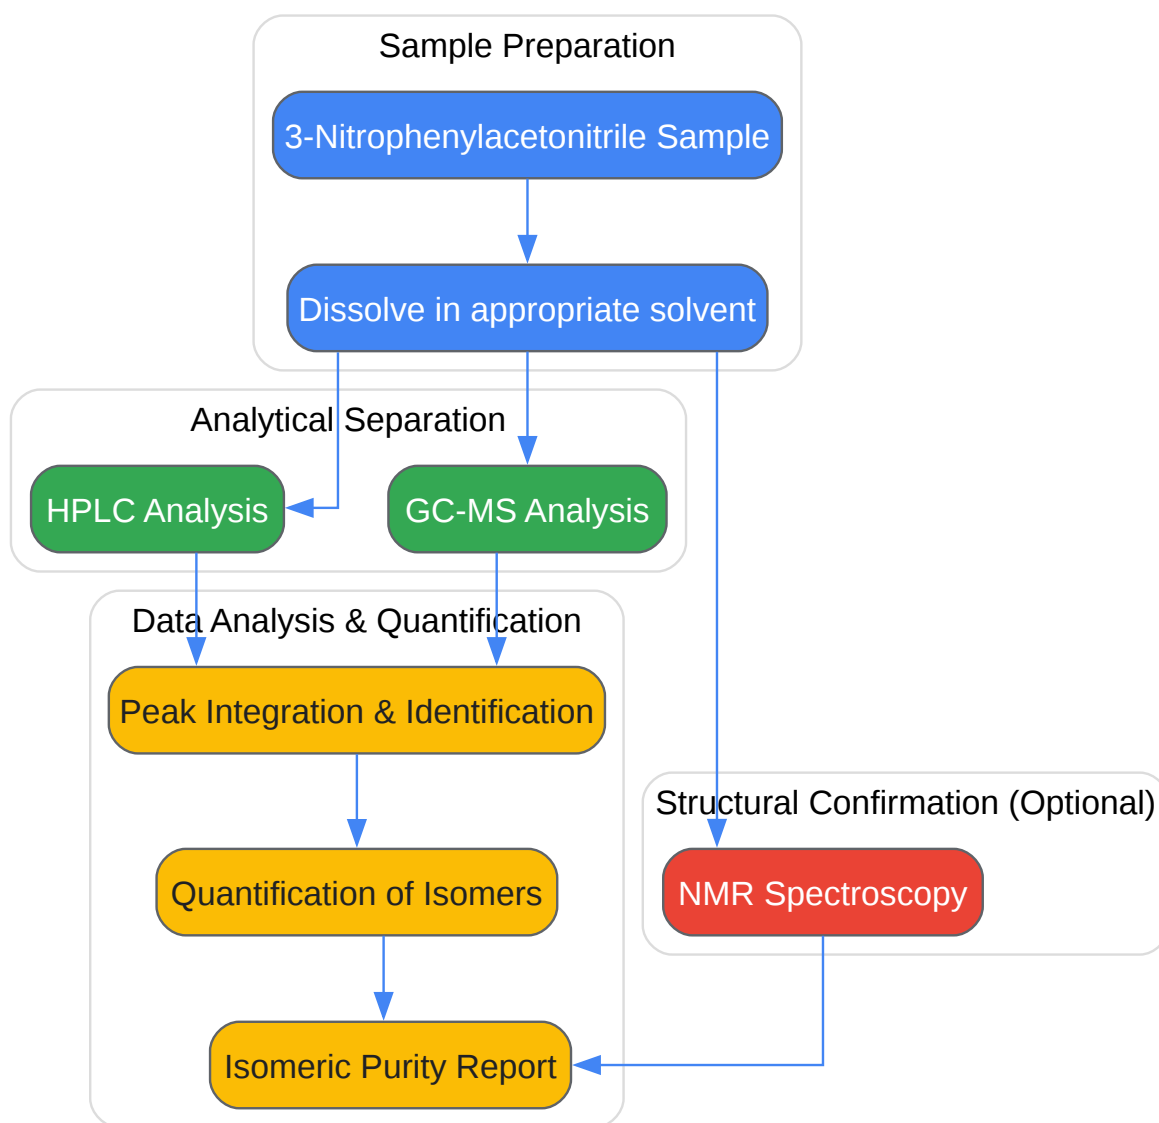 Sample Preparation
3-Nitrophenylacetonitrile Sample
Dissolve in appropriate solvent
Analytical Separation
HPLC Analysis
GC-MS Analysis
Data Analysis & Quantification
Peak Integration & Identification
Structural Confirmation (Optional)
Quantification of Isomers
NMR Spectroscopy
Isomeric Purity Report